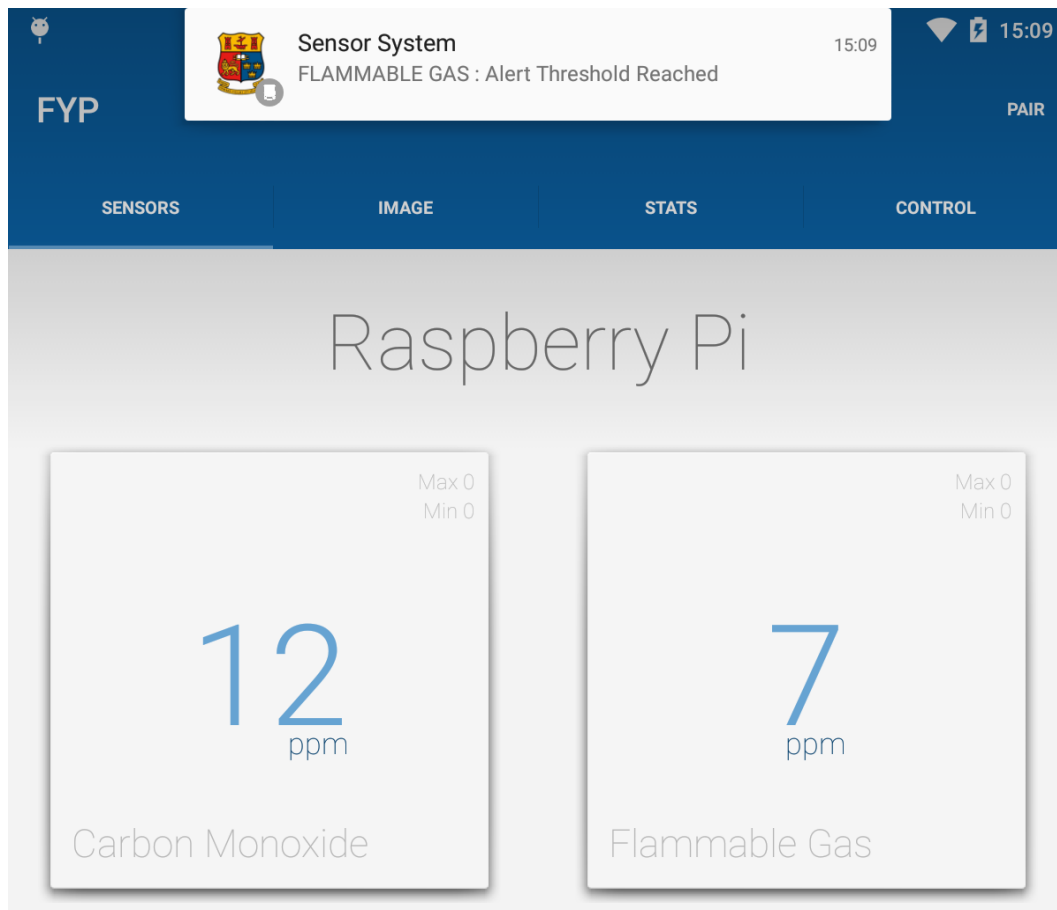 Sensor System
15:09
FLAMMABLE GAS : Alert Threshold Reached
15:09
FYP
PAIR
SENSORS
IMAGE
STATS
CONTROL
Raspberry Pi
Max 0
Min 0
12
ppm
Carbon Monoxide
Max 0
Min 0
7
ppm
Flammable Gas